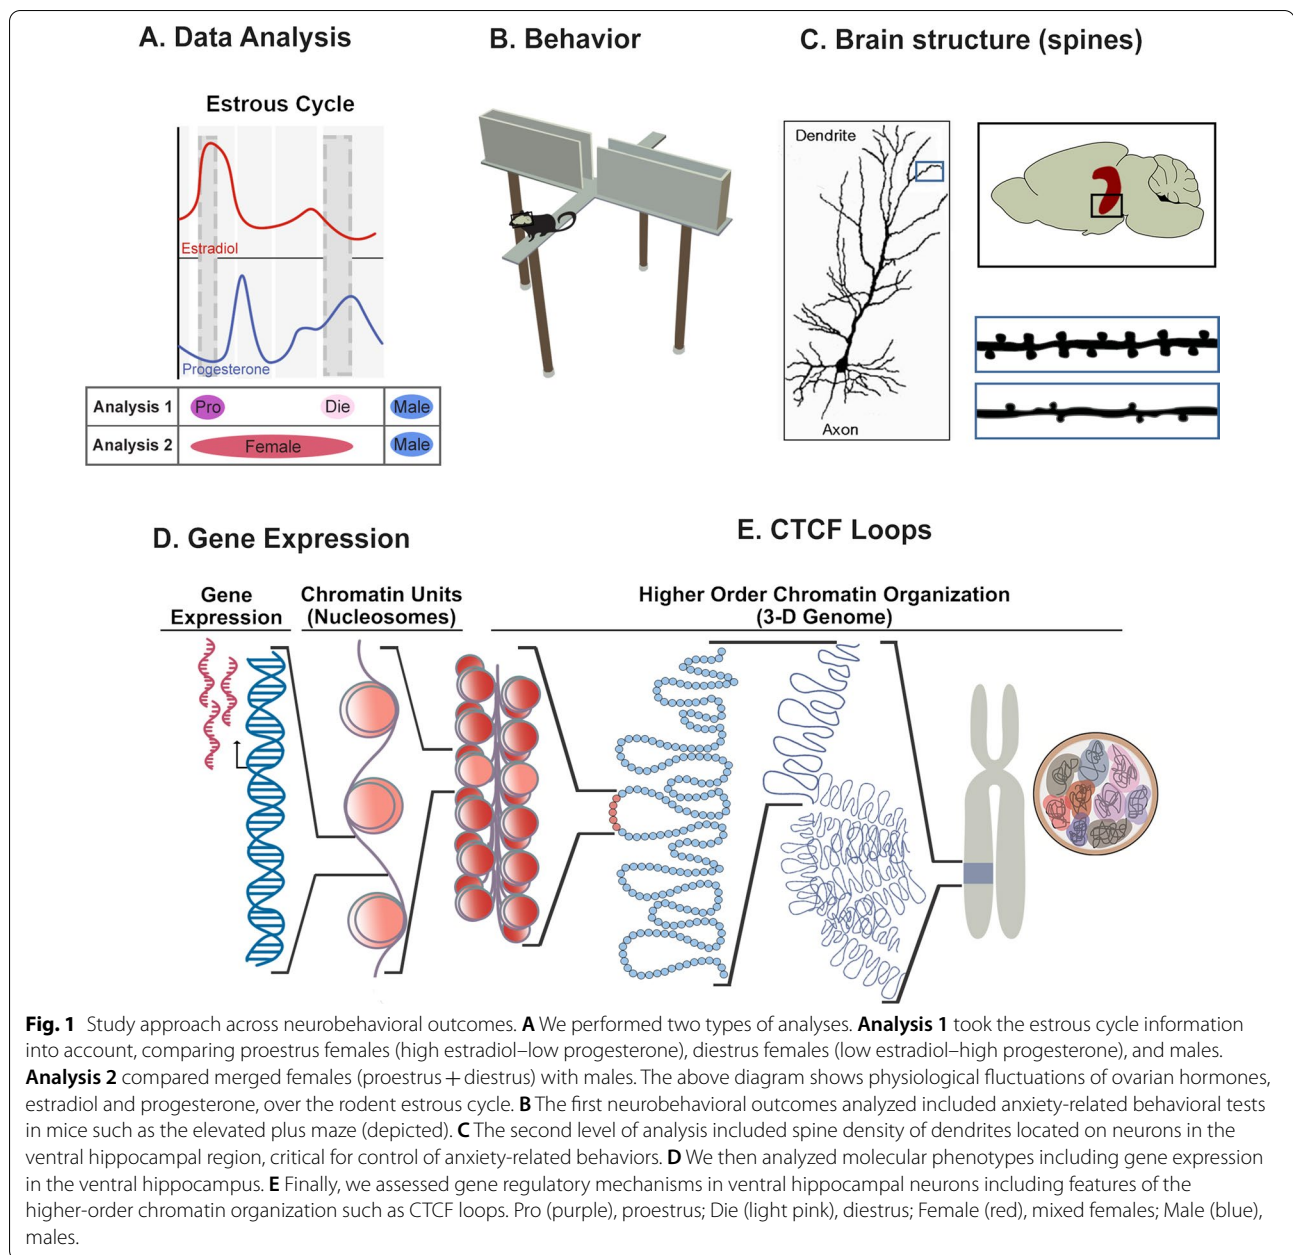 A. Data Analysis
B. Behavior
C. Brain structure (spines)
Estrous Cycle
Estradiol
Progesterone
Analysis 1 Pro Die Male
Analysis 2 Female Male
Dendrite
Axon
D. Gene Expression
E. CTCF Loops
Gene
Expression
Chromatin Units
(Nucleosomes)
Higher Order Chromatin Organization
(3-D Genome)
Fig. 1 Study approach across neurobehavioral outcomes. A We performed two types of analyses. Analysis 1 took the estrous cycle information
into account, comparing proestrus females (high estradiol–low progesterone), diestrus females (low estradiol–high progesterone), and males.
Analysis 2 compared merged females (proestrus + diestrus) with males. The above diagram shows physiological fluctuations of ovarian hormones,
estradiol and progesterone, over the rodent estrous cycle. B The first neurobehavioral outcomes analyzed included anxiety-related behavioral tests
in mice such as the elevated plus maze (depicted). C The second level of analysis included spine density of dendrites located on neurons in the
ventral hippocampal region, critical for control of anxiety-related behaviors. D We then analyzed molecular phenotypes including gene expression
in the ventral hippocampus. E Finally, we assessed gene regulatory mechanisms in ventral hippocampal neurons including features of the
higher-order chromatin organization such as CTCF loops. Pro (purple), proestrus; Die (light pink), diestrus; Female (red), mixed females; Male (blue),
males.